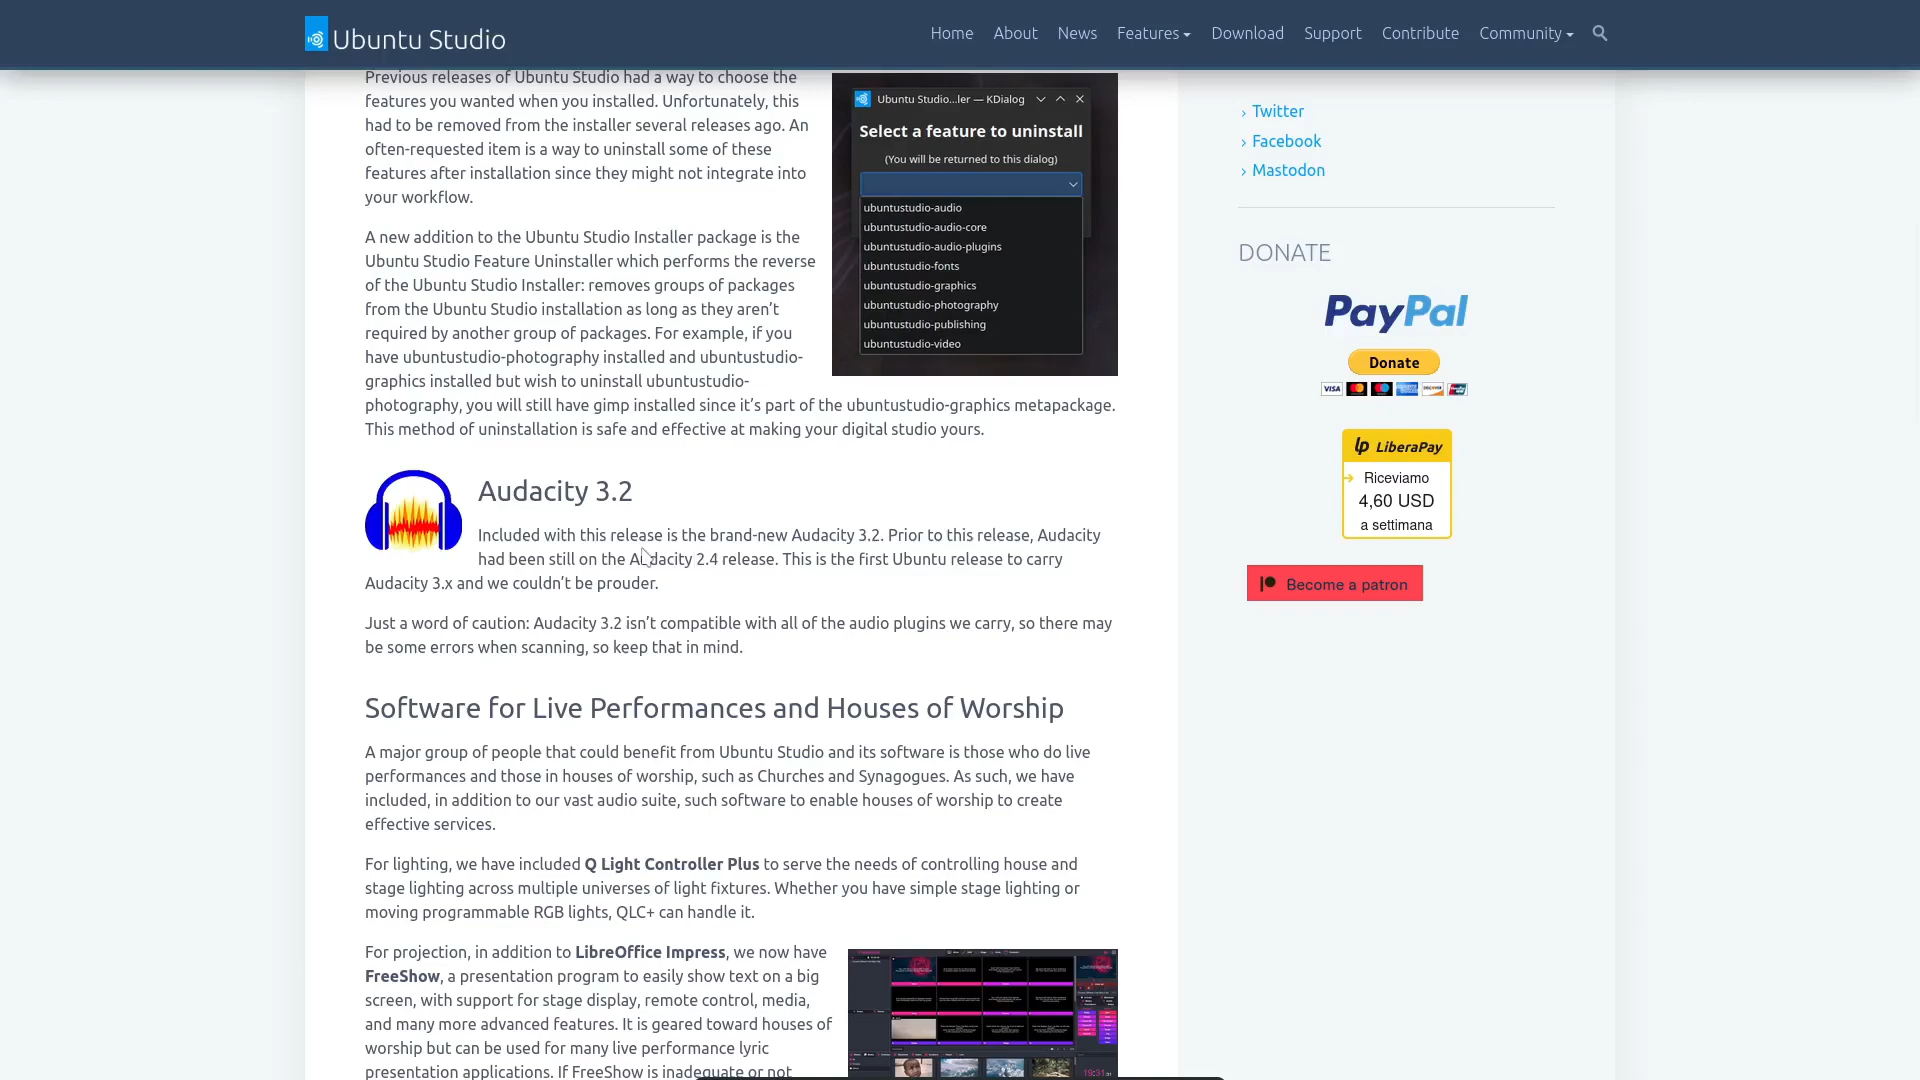 Ubuntu Studio
Home About News Features Download Support Contribute Community
Previous releases of Ubuntu Studio had a way to choose the
features you wanted when you installed. Unfortunately, this
had to be removed from the installer several releases ago. An
often-requested item is a way to uninstall some of these
features after installation since they might not integrate into
your workflow.
A new addition to the Ubuntu Studio Installer package is the
Ubuntu Studio Feature Uninstaller which performs the reverse
of the Ubuntu Studio Installer: removes groups of packages
from the Ubuntu Studio installation as long as they aren’t
required by another group of packages. For example, if you
have ubuntustudio-photography installed and ubuntustudio-
graphics installed but wish to uninstall ubuntustudio-
photography, you will still have gimp installed since it’s part of the ubuntustudio-graphics metapackage.
This method of uninstallation is safe and effective at making your digital studio yours.
Ubuntu Studio...ler — KDialog
Select a feature to uninstall
(You will be returned to this dialog)
ubuntustudio-audio
ubuntustudio-audio-core
ubuntustudio-audio-plugins
ubuntustudio-fonts
ubuntustudio-graphics
ubuntustudio-photography
ubuntustudio-publishing
ubuntustudio-video
Audacity 3.2
Included with this release is the brand-new Audacity 3.2. Prior to this release, Audacity
had been still on the Audacity 2.4 release. This is the first Ubuntu release to carry
Audacity 3.x and we couldn’t be prouder.
Just a word of caution: Audacity 3.2 isn’t compatible with all of the audio plugins we carry, so there may
be some errors when scanning, so keep that in mind.
Software for Live Performances and Houses of Worship
A major group of people that could benefit from Ubuntu Studio and its software is those who do live
performances and those in houses of worship, such as Churches and Synagogues. As such, we have
included, in addition to our vast audio suite, such software to enable houses of worship to create
effective services.
For lighting, we have included Q Light Controller Plus to serve the needs of controlling house and
stage lighting across multiple universes of light fixtures. Whether you have simple stage lighting or
moving programmable RGB lights, QLC+ can handle it.
For projection, in addition to LibreOffice Impress, we now have
FreeShow, a presentation program to easily show text on a big
screen, with support for stage display, remote control, media,
and many more advanced features. It is geared toward houses of
worship but can be used for many live performance lyric
presentation applications. If FreeShow is inadequate or not
Twitter
Facebook
Mastodon
DONATE
PayPal
Donate
VISA
DISCOVER
lp LiberaPay
Riceviamo
4,60 USD
a settimana
Become a patron